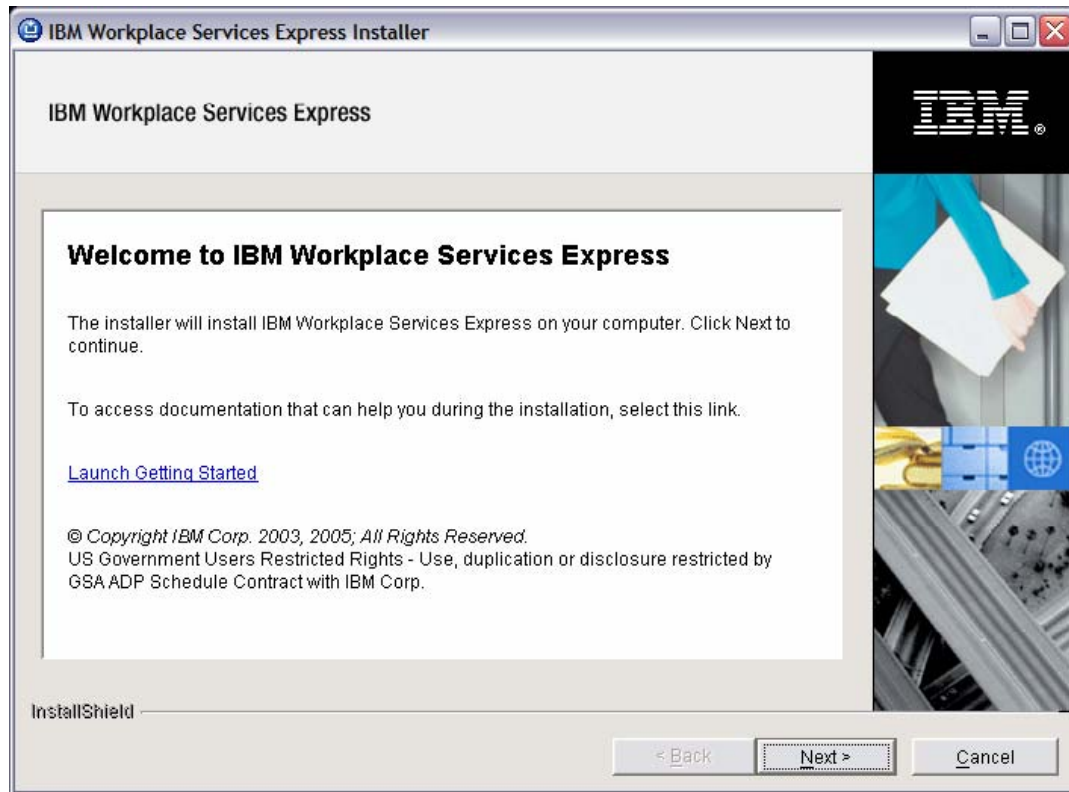 IBM Workplace Services Express Installer
IBM Workplace Services Express
IBM®
Welcome to IBM Workplace Services Express
The installer will install IBM Workplace Services Express on your computer. Click Next to
continue.
To access documentation that can help you during the installation, select this link.
Launch Getting Started
© Copyright IBM Corp. 2003, 2005; All Rights Reserved.
US Government Users Restricted Rights - Use, duplication or disclosure restricted by
GSA ADP Schedule Contract with IBM Corp.
InstallShield
< Back Next > Cancel